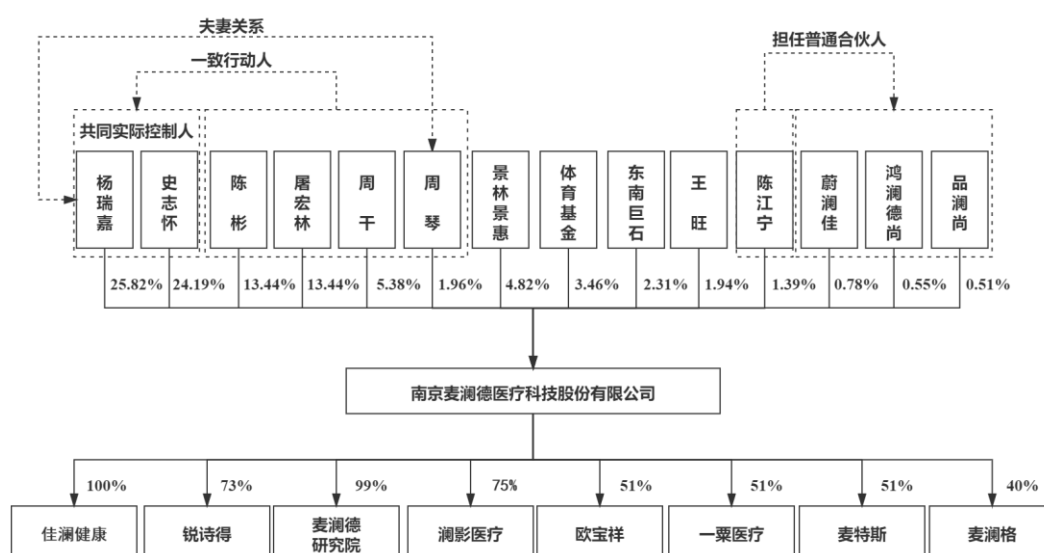 夫妻关系
一致行动人
担任普通合伙人
共同实际控制人
杨瑞嘉
史志怀
陈彬
屠宏林
周干
周琴
景林景惠
体育基金
东南巨石
王旺
陈江宁
蔚澜佳
鸿澜德尚
品澜尚
25.82%
24.19%
13.44%
13.44%
5.38%
1.96%
4.82%
3.46%
2.31%
1.94%
1.39%
0.78%
0.55%
0.51%
南京麦澜德医疗科技股份有限公司
100%
73%
99%
75%
51%
51%
51%
40%
佳澜健康
锐诗得
麦澜德
研究院
澜影医疗
欧宝祥
一粟医疗
麦特斯
麦澜格